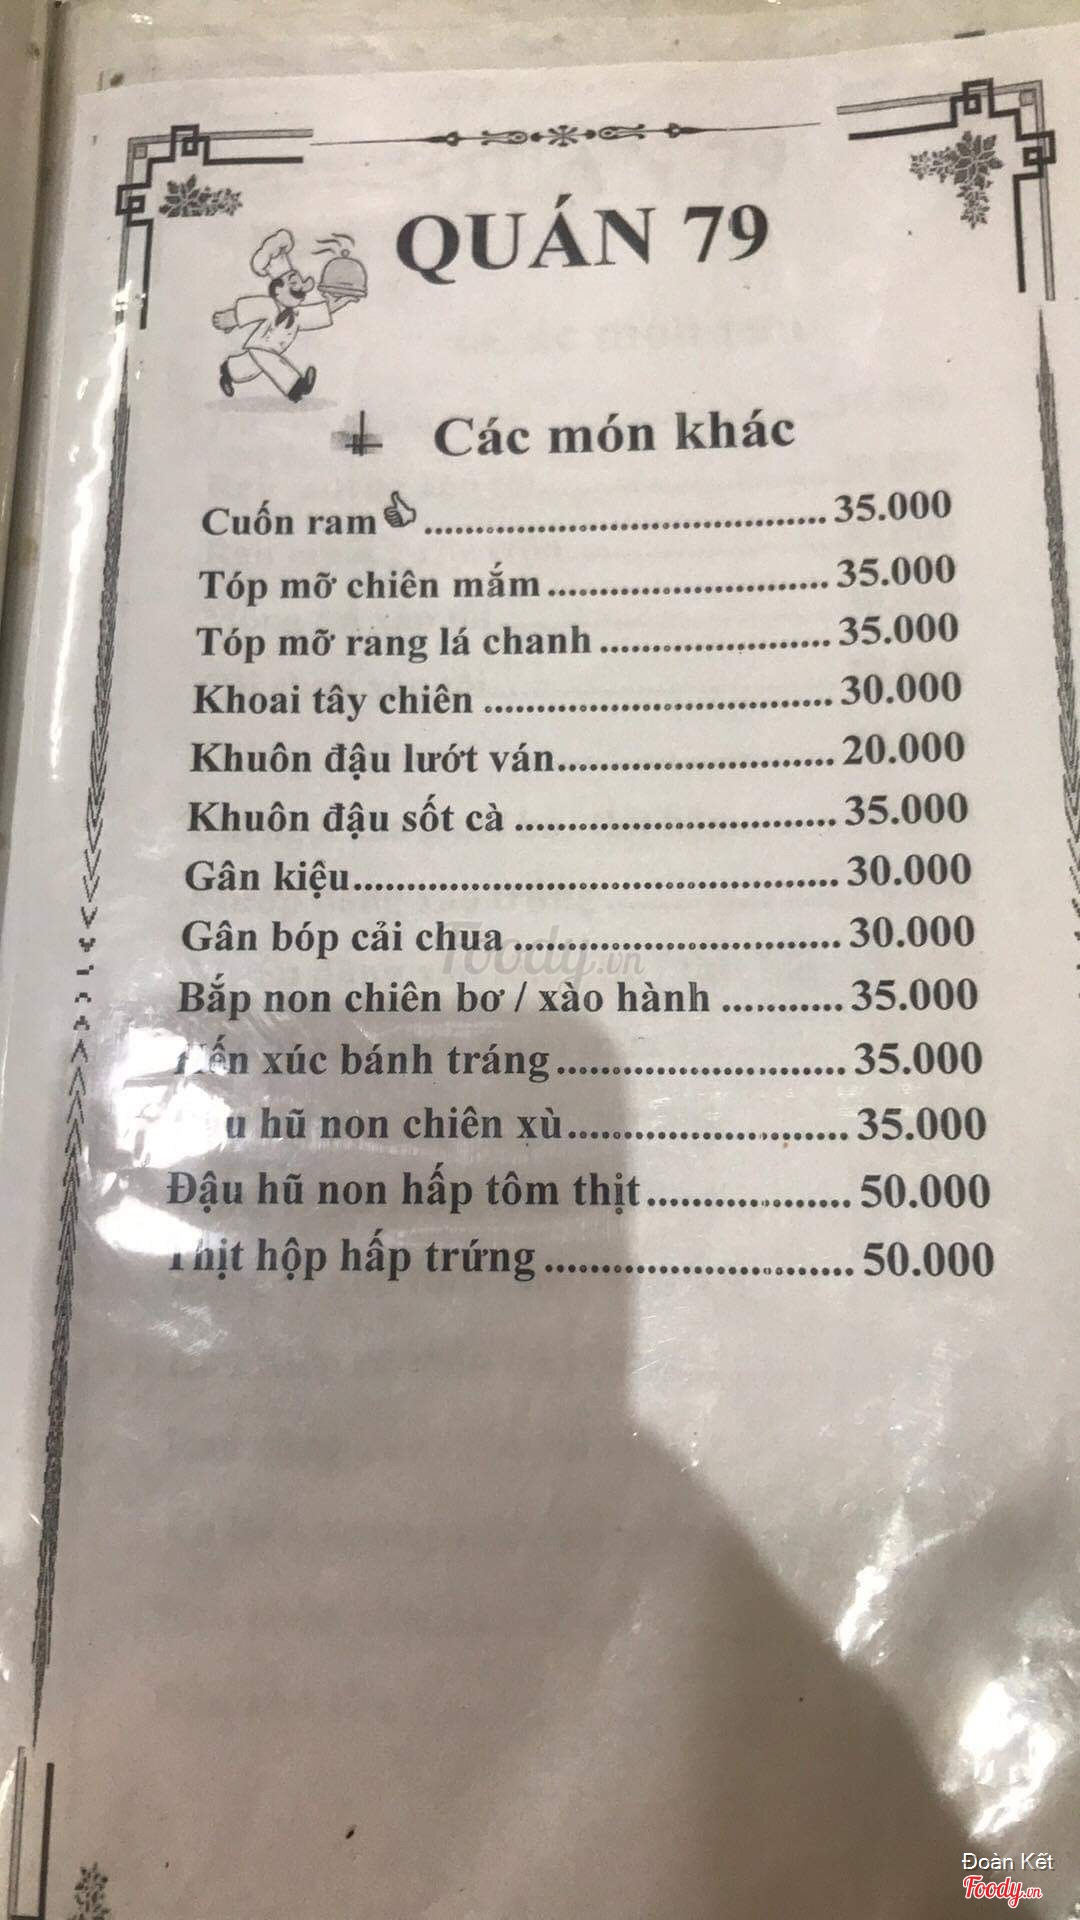 QUÁN 79
Các món khác
Cuốn ram 35.000
Tóp mỡ chiên mắm 35.000
Tóp mỡ rang lá chanh 35.000
Khoai tây chiên 30.000
Khuôn đậu lướt ván 20.000
Khuôn đậu sốt cà 35.000
Gân kiệu 30.000
Gân bóp cải chua 30.000
Bắp non chiên bơ / xào hành 35.000
xúc bánh tráng 35.000
hũ non chiên xù 35.000
Đậu hũ non hấp tôm thịt 50.000
Thịt hộp hấp trứng 50.000
Foody.vn
Đoàn Kết
Foody.vn